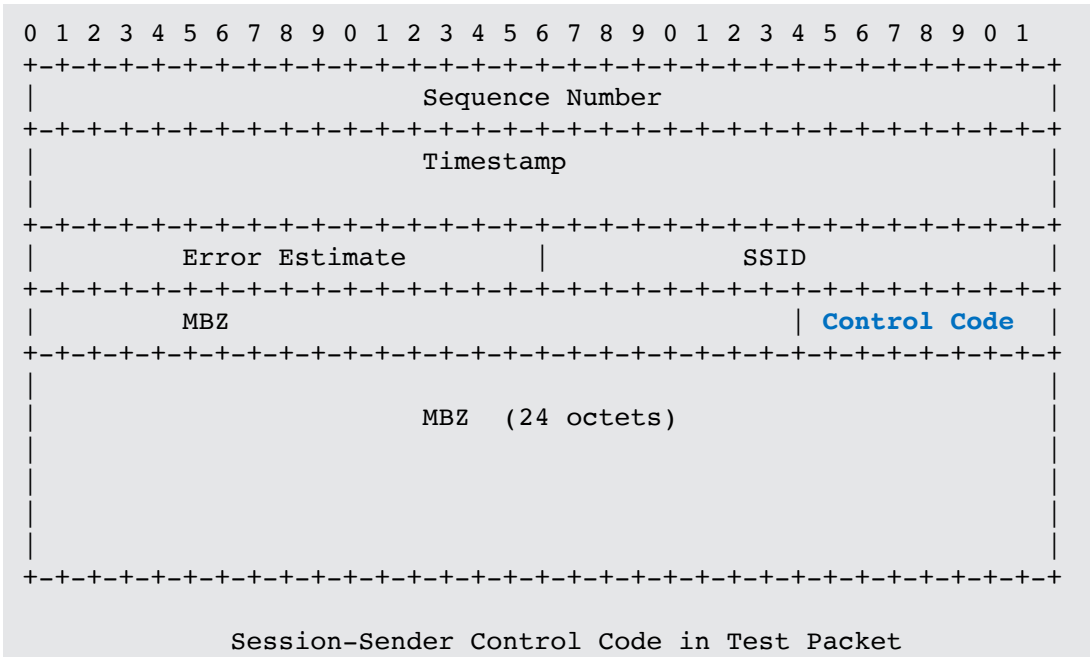 0 1 2 3 4 5 6 7 8 9 0 1 2 3 4 5 6 7 8 9 0 1 2 3 4 5 6 7 8 9 0 1
+-+-+-+-+-+-+-+-+-+-+-+-+-+-+-+-+-+-+-+-+-+-+-+-+-+-+-+-+-+-+-+-+
| Sequence Number |
+-+-+-+-+-+-+-+-+-+-+-+-+-+-+-+-+-+-+-+-+-+-+-+-+-+-+-+-+-+-+-+-+
| Timestamp |
| |
+-+-+-+-+-+-+-+-+-+-+-+-+-+-+-+-+-+-+-+-+-+-+-+-+-+-+-+-+-+-+-+-+
| Error Estimate | SSID |
+-+-+-+-+-+-+-+-+-+-+-+-+-+-+-+-+-+-+-+-+-+-+-+-+-+-+-+-+-+-+-+-+
| MBZ | Control Code |
+-+-+-+-+-+-+-+-+-+-+-+-+-+-+-+-+-+-+-+-+-+-+-+-+-+-+-+-+-+-+-+-+
| |
| MBZ (24 octets) |
| |
| |
| |
| |
+-+-+-+-+-+-+-+-+-+-+-+-+-+-+-+-+-+-+-+-+-+-+-+-+-+-+-+-+-+-+-+-+
Session-Sender Control Code in Test Packet